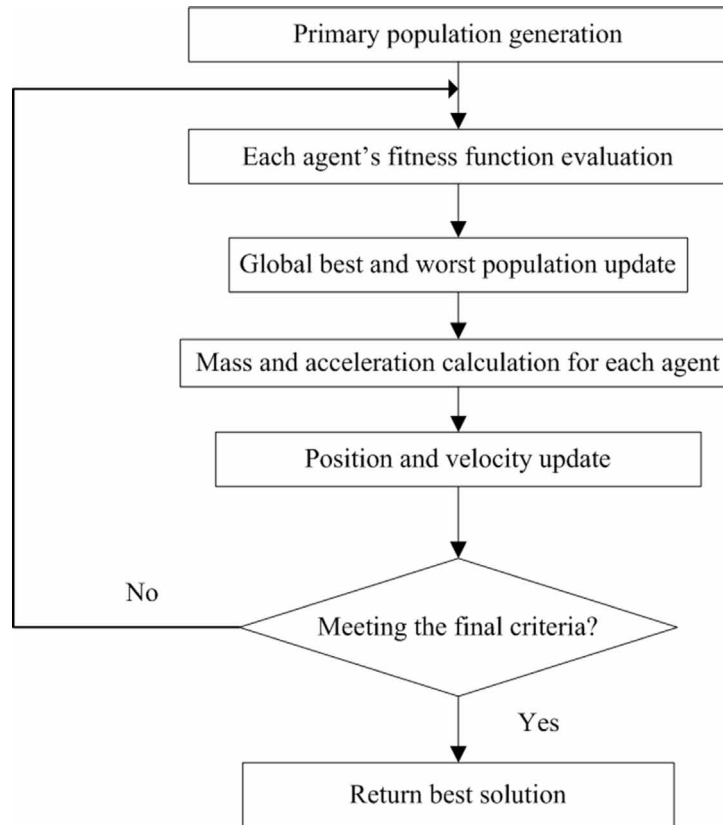 Primary population generation
Each agent’s fitness function evaluation
Global best and worst population update
Mass and acceleration calculation for each agent
Position and velocity update
No
Meeting the final criteria?
Yes
Return best solution